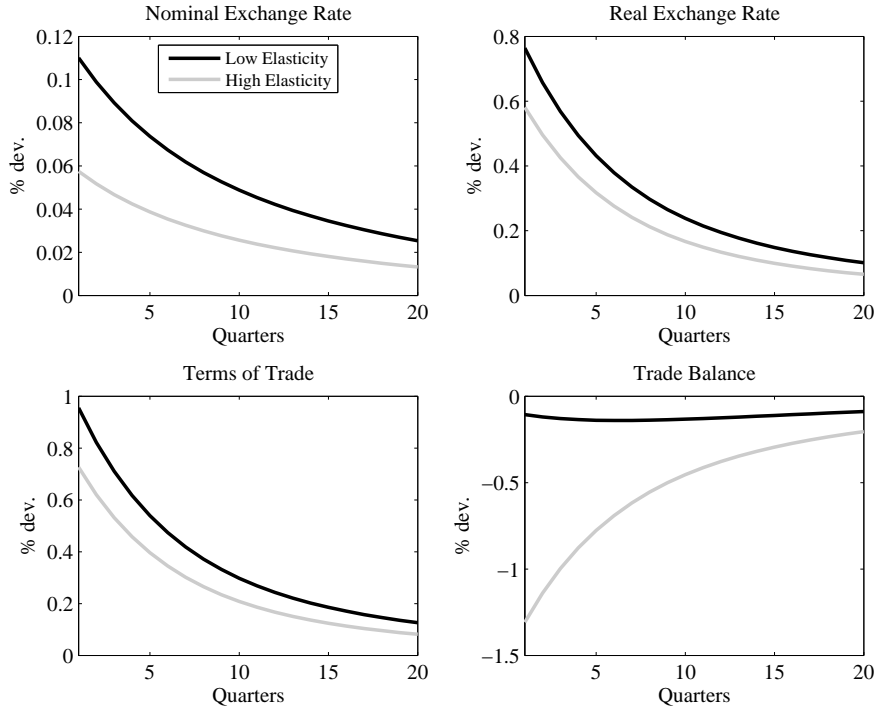 Nominal Exchange Rate
0.12
0.1
0.08
0.06
0.04
0.02
0
% dev.
Low Elasticity
High Elasticity
5 10 15 20
Quarters
Real Exchange Rate
0.8
0.6
0.4
0.2
0
% dev.
5 10 15 20
Quarters
Terms of Trade
1
0.8
0.6
0.4
0.2
0
% dev.
5 10 15 20
Quarters
Trade Balance
0
−0.5
−1
−1.5
% dev.
5 10 15 20
Quarters